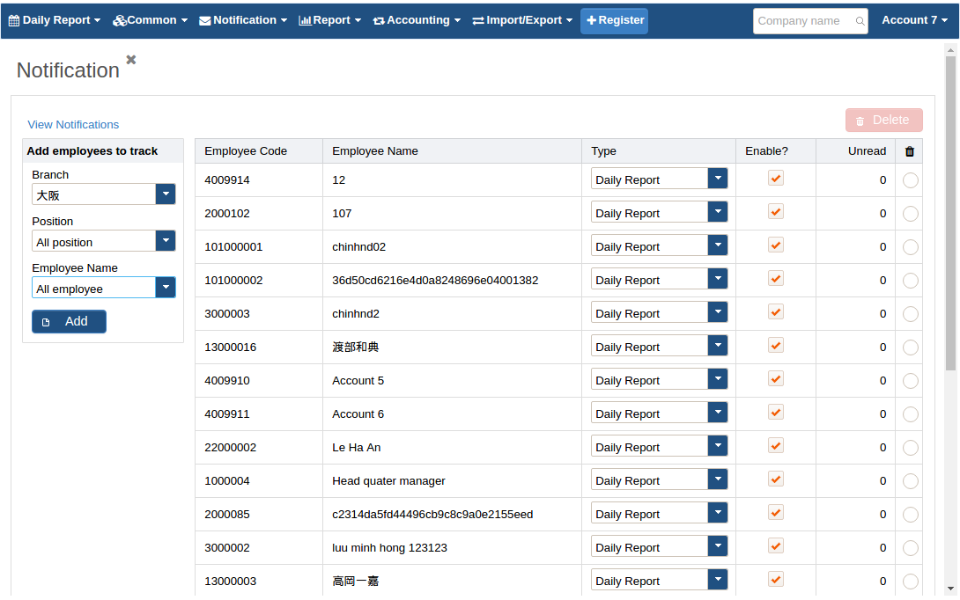 Daily Report Common Notification Report Accounting Import/Export Register Company name Account 7
Notification
View Notifications
Delete
Add employees to track
Branch
大阪
Position
All position
Employee Name
All employee
Add
Employee Code Employee Name Type Enable? Unread
4009914 12 Daily Report 0
2000102 107 Daily Report 0
101000001 chinhnd02 Daily Report 0
101000002 36d50cd6216e4d0a8248696e04001382 Daily Report 0
3000003 chinhnd2 Daily Report 0
13000016 渡部和典 Daily Report 0
4009910 Account 5 Daily Report 0
4009911 Account 6 Daily Report 0
22000002 Le Ha An Daily Report 0
1000004 Head quater manager Daily Report 0
2000085 c2314da5fd44496cb9c8c9a0e2155eed Daily Report 0
3000002 luu minh hong 123123 Daily Report 0
13000003 高岡一嘉 Daily Report 0